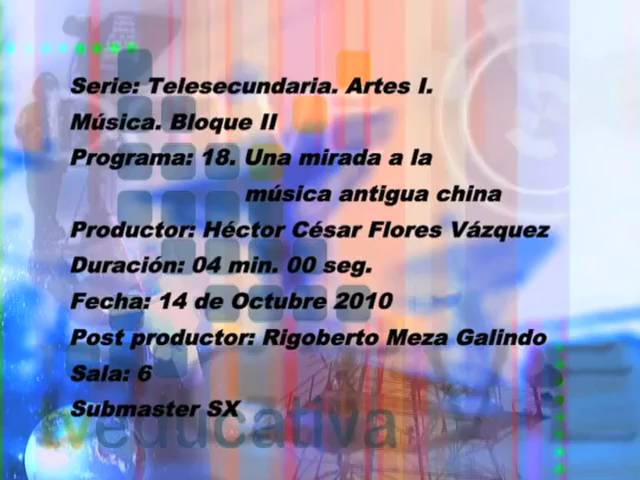 Serie: Telesecundaria. Artes I.
Música. Bloque II
Programa: 18. Una mirada a la
música antigua china
Productor: Héctor César Flores Vázquez
Duración: 04 min. 00 seg.
Fecha: 14 de Octubre 2010
Post productor: Rigoberto Meza Galindo
Sala: 6
Submaster SX
tveducativa